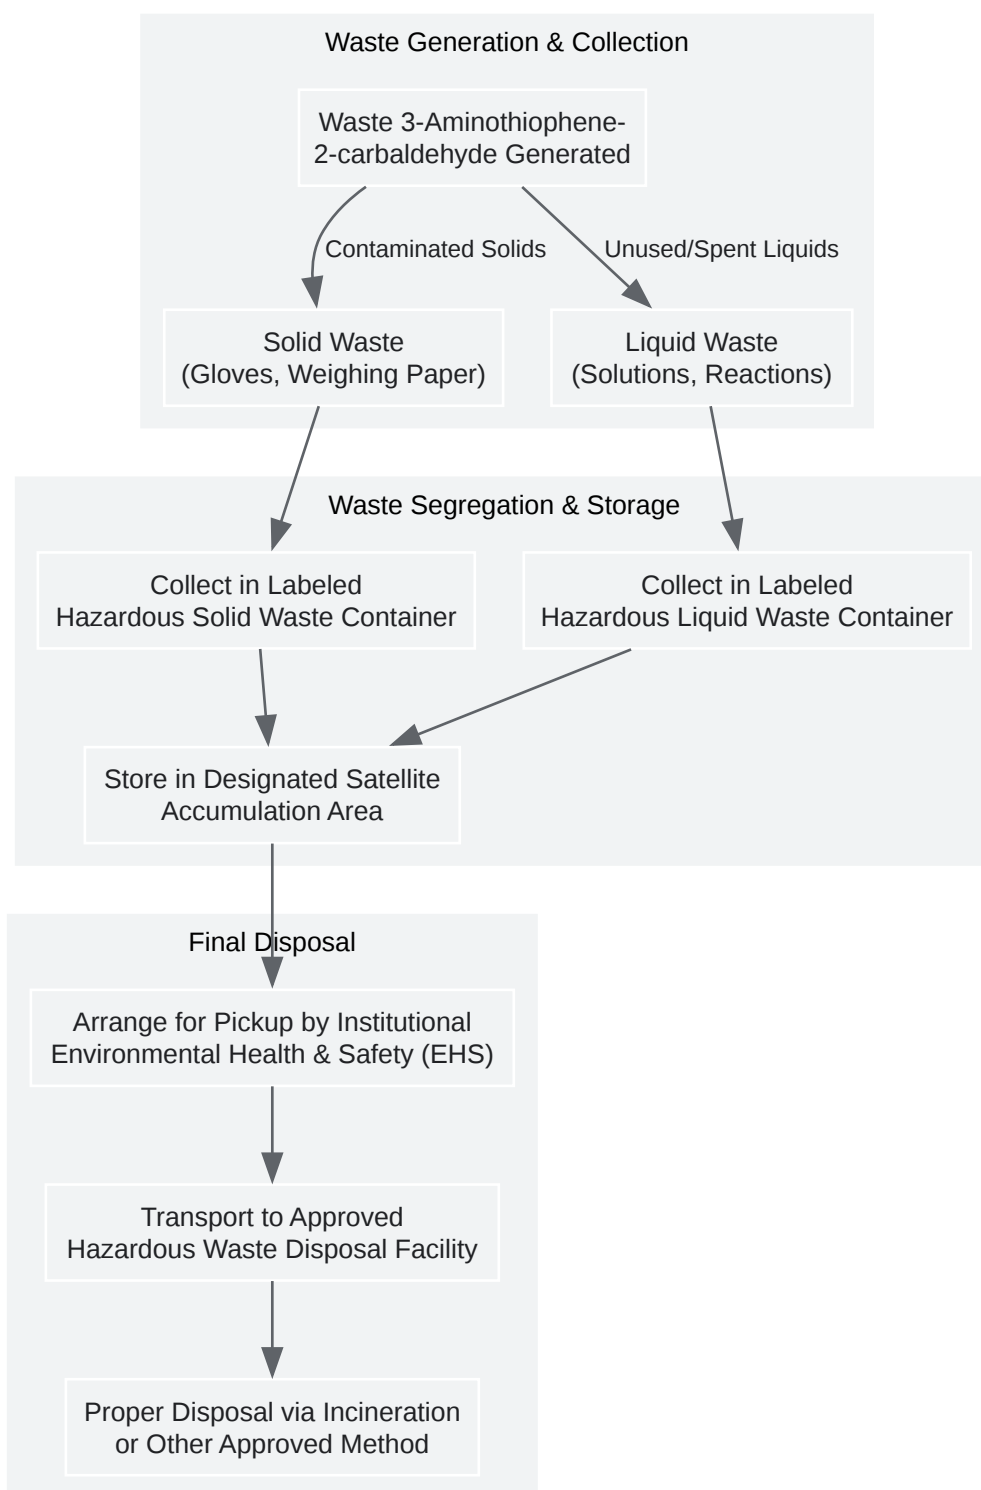 Waste Generation & Collection
Waste 3-Aminothiophene-
2-carbaldehyde Generated
Contaminated Solids
Unused/Spent Liquids
Solid Waste
(Gloves, Weighing Paper)
Liquid Waste
(Solutions, Reactions)
Waste Segregation & Storage
Collect in Labeled
Hazardous Solid Waste Container
Collect in Labeled
Hazardous Liquid Waste Container
Store in Designated Satellite
Accumulation Area
Final Disposal
Arrange for Pickup by Institutional
Environmental Health & Safety (EHS)
Transport to Approved
Hazardous Waste Disposal Facility
Proper Disposal via Incineration
or Other Approved Method